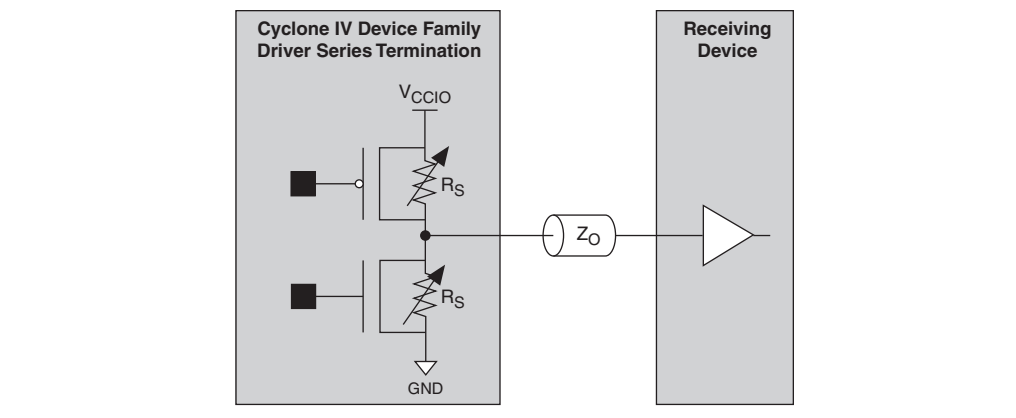 Cyclone IV Device Family
Driver Series Termination
Receiving
Device
VCCIO
RS
ZO
RS
GND